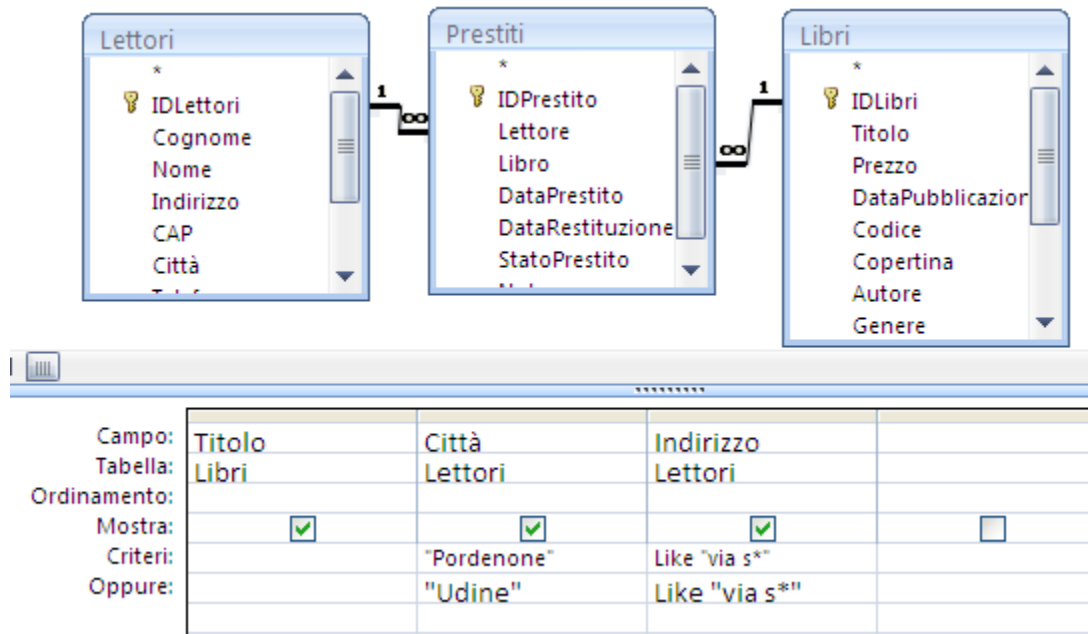 Lettori
*
IDLettori
Cognome
Nome
Indirizzo
CAP
Città
1
∞
Prestiti
*
IDPrestito
Lettore
Libro
DataPrestito
DataRestituzione
StatoPrestito
1
∞
Libri
*
IDLibri
Titolo
Prezzo
DataPubblicazion
Codice
Copertina
Autore
Genere
Campo: Titolo Città Indirizzo
Tabella: Libri Lettori Lettori
Ordinamento:
Mostra:
Criteri: "Pordenone" Like "via s*"
Oppure: "Udine" Like "via s*"